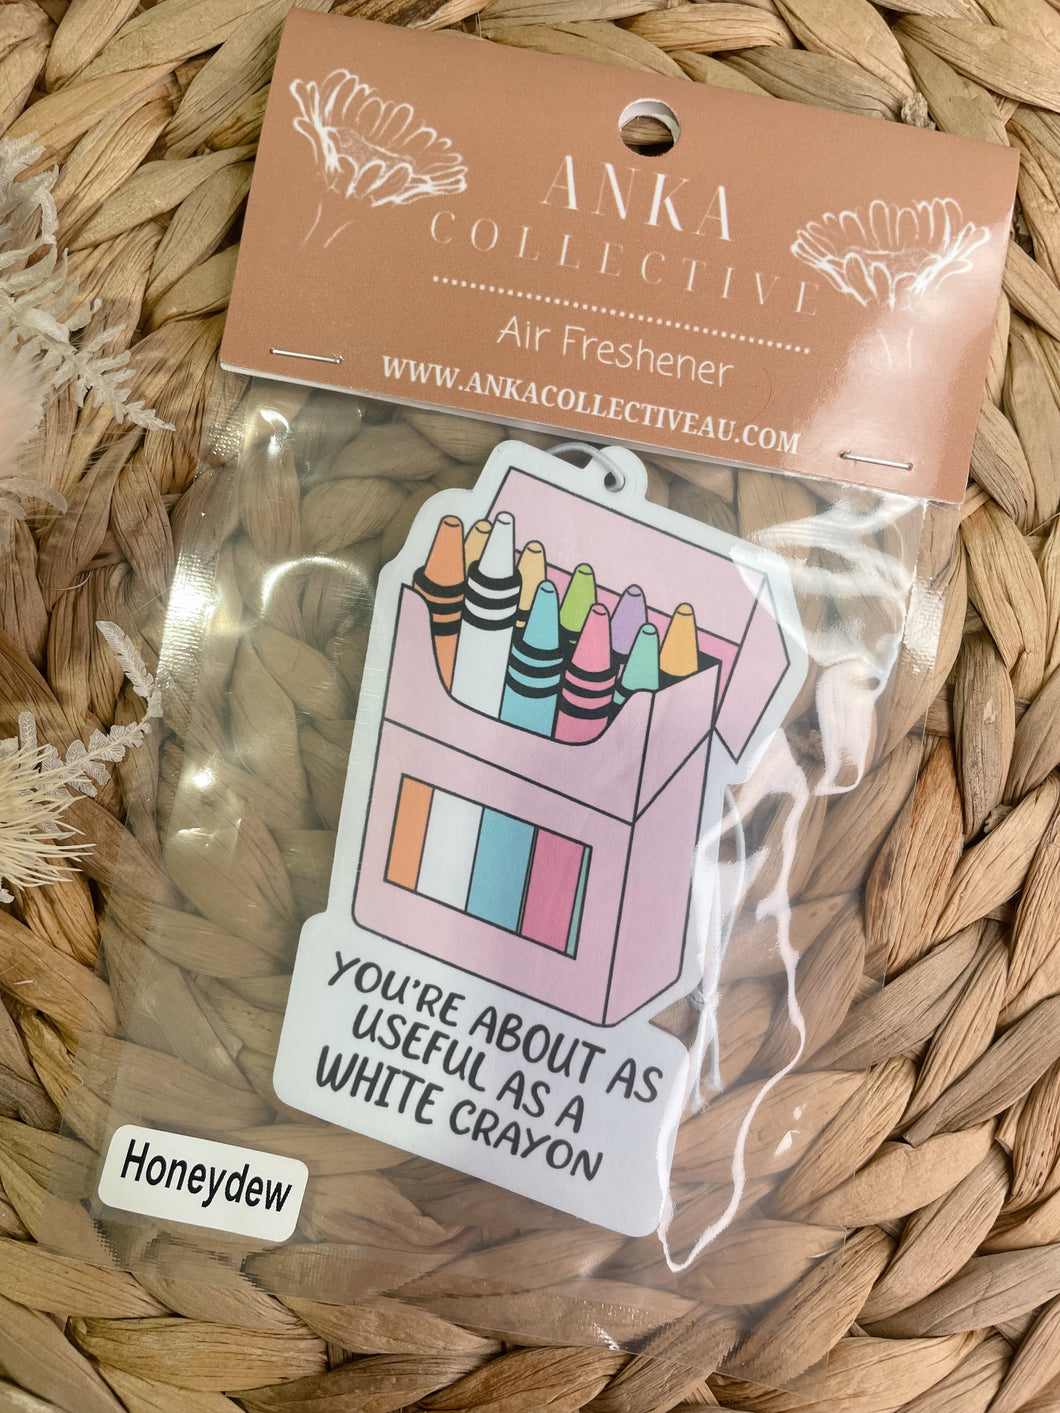 ANKA
COLLECTIVE
Air Freshener
WWW.ANKACOLLECTIVEAU.COM
YOU'RE ABOUT AS
USEFUL AS A
WHITE CRAYON
Honeydew